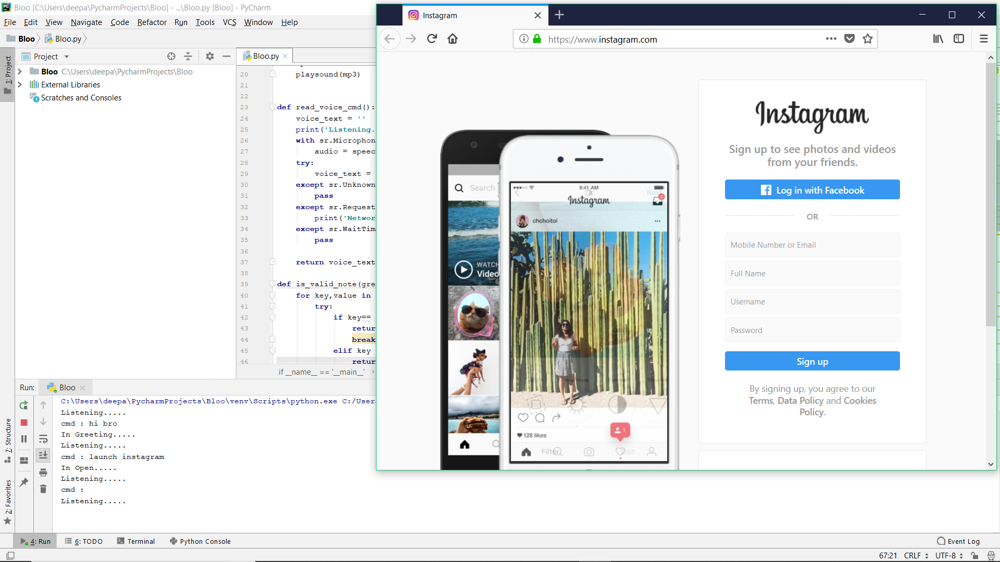 Bloo [C:\Users\deepa\PycharmProjects\Bloo] - ...\Bloo.py [Bloo] - PyCharm
File Edit View Navigate Code Refactor Run Tools VCS Window Help
Bloo Bloo.py
1: Project
Project
Bloo C:\Users\deepa\PycharmProjects\Bloo
External Libraries
Scratches and Consoles
Bloo.py
20 playsound(mp3)
21
22
23 def read_voice_cmd():
24 voice_text = ''
25 print('Listening.
26 with sr.Microphon
27 audio = speec
28 try:
29 voice_text =
30 except sr.Unknown
31 pass
32 except sr.Request
33 print('Networ
34 except sr.WaitTim
35 pass
36
37 return voice_text
38
39 def is_valid_note(gre
40 for key,value in
41 try:
42 if key==
43 retur
44 break
45 elif key
46 retur
if __name__ == '__main__'
Run: Bloo
C:\Users\deepa\PycharmProjects\Bloo\venv\Scripts\python.exe C:/User
Listening.....
cmd : hi bro
In Greeting.....
Listening.....
cmd : launch instagram
In Open.....
Listening.....
cmd :
Listening.....
7: Structure
2: Favorites
4: Run 6: TODO Terminal Python Console Event Log
67:21 CRLF UTF-8
Instagram
https://www.instagram.com
Search
WATCH
Video
9:41 AM
Next
Instagram
2
chchoitoi
Brightness
128 likes
1
Filter
Edit
Instagram
Sign up to see photos and videos
from your friends.
Log in with Facebook
OR
Mobile Number or Email
Full Name
Username
Password
Sign up
By signing up, you agree to our
Terms, Data Policy and Cookies
Policy.